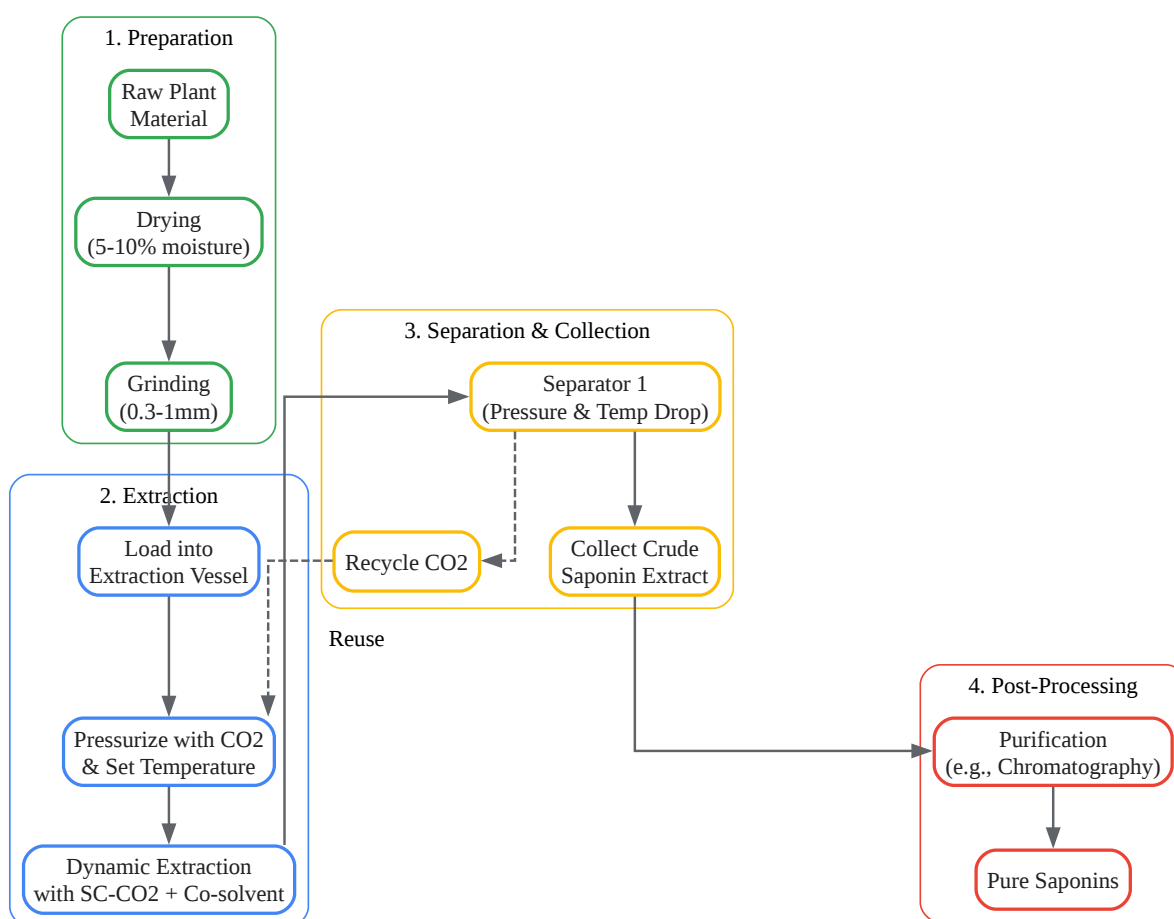 1. Preparation
Raw Plant
Material
Drying
(5-10% moisture)
Grinding
(0.3-1mm)
2. Extraction
Load into
Extraction Vessel
Pressurize with CO2
& Set Temperature
Dynamic Extraction
with SC-CO2 + Co-solvent
3. Separation & Collection
Separator 1
(Pressure & Temp Drop)
Recycle CO2
Collect Crude
Saponin Extract
Reuse
4. Post-Processing
Purification
(e.g., Chromatography)
Pure Saponins